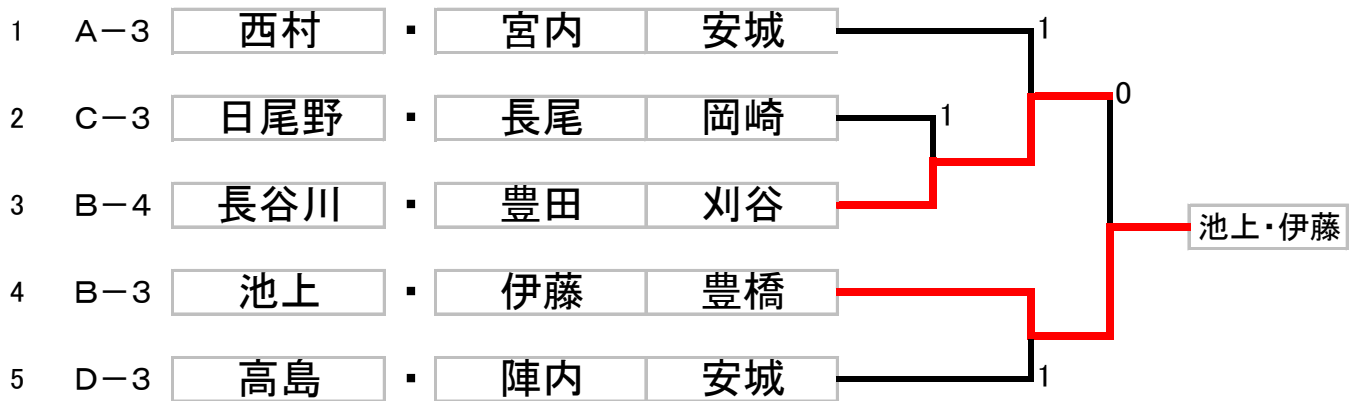 1 A-3 西村 ・ 宮内 安城 1
0
2 C-3 日尾野 ・ 長尾 岡崎 1
3 B-4 長谷川 ・ 豊田 刈谷
池上・伊藤
4 B-3 池上 ・ 伊藤 豊橋
5 D-3 高島 ・ 陣内 安城 1